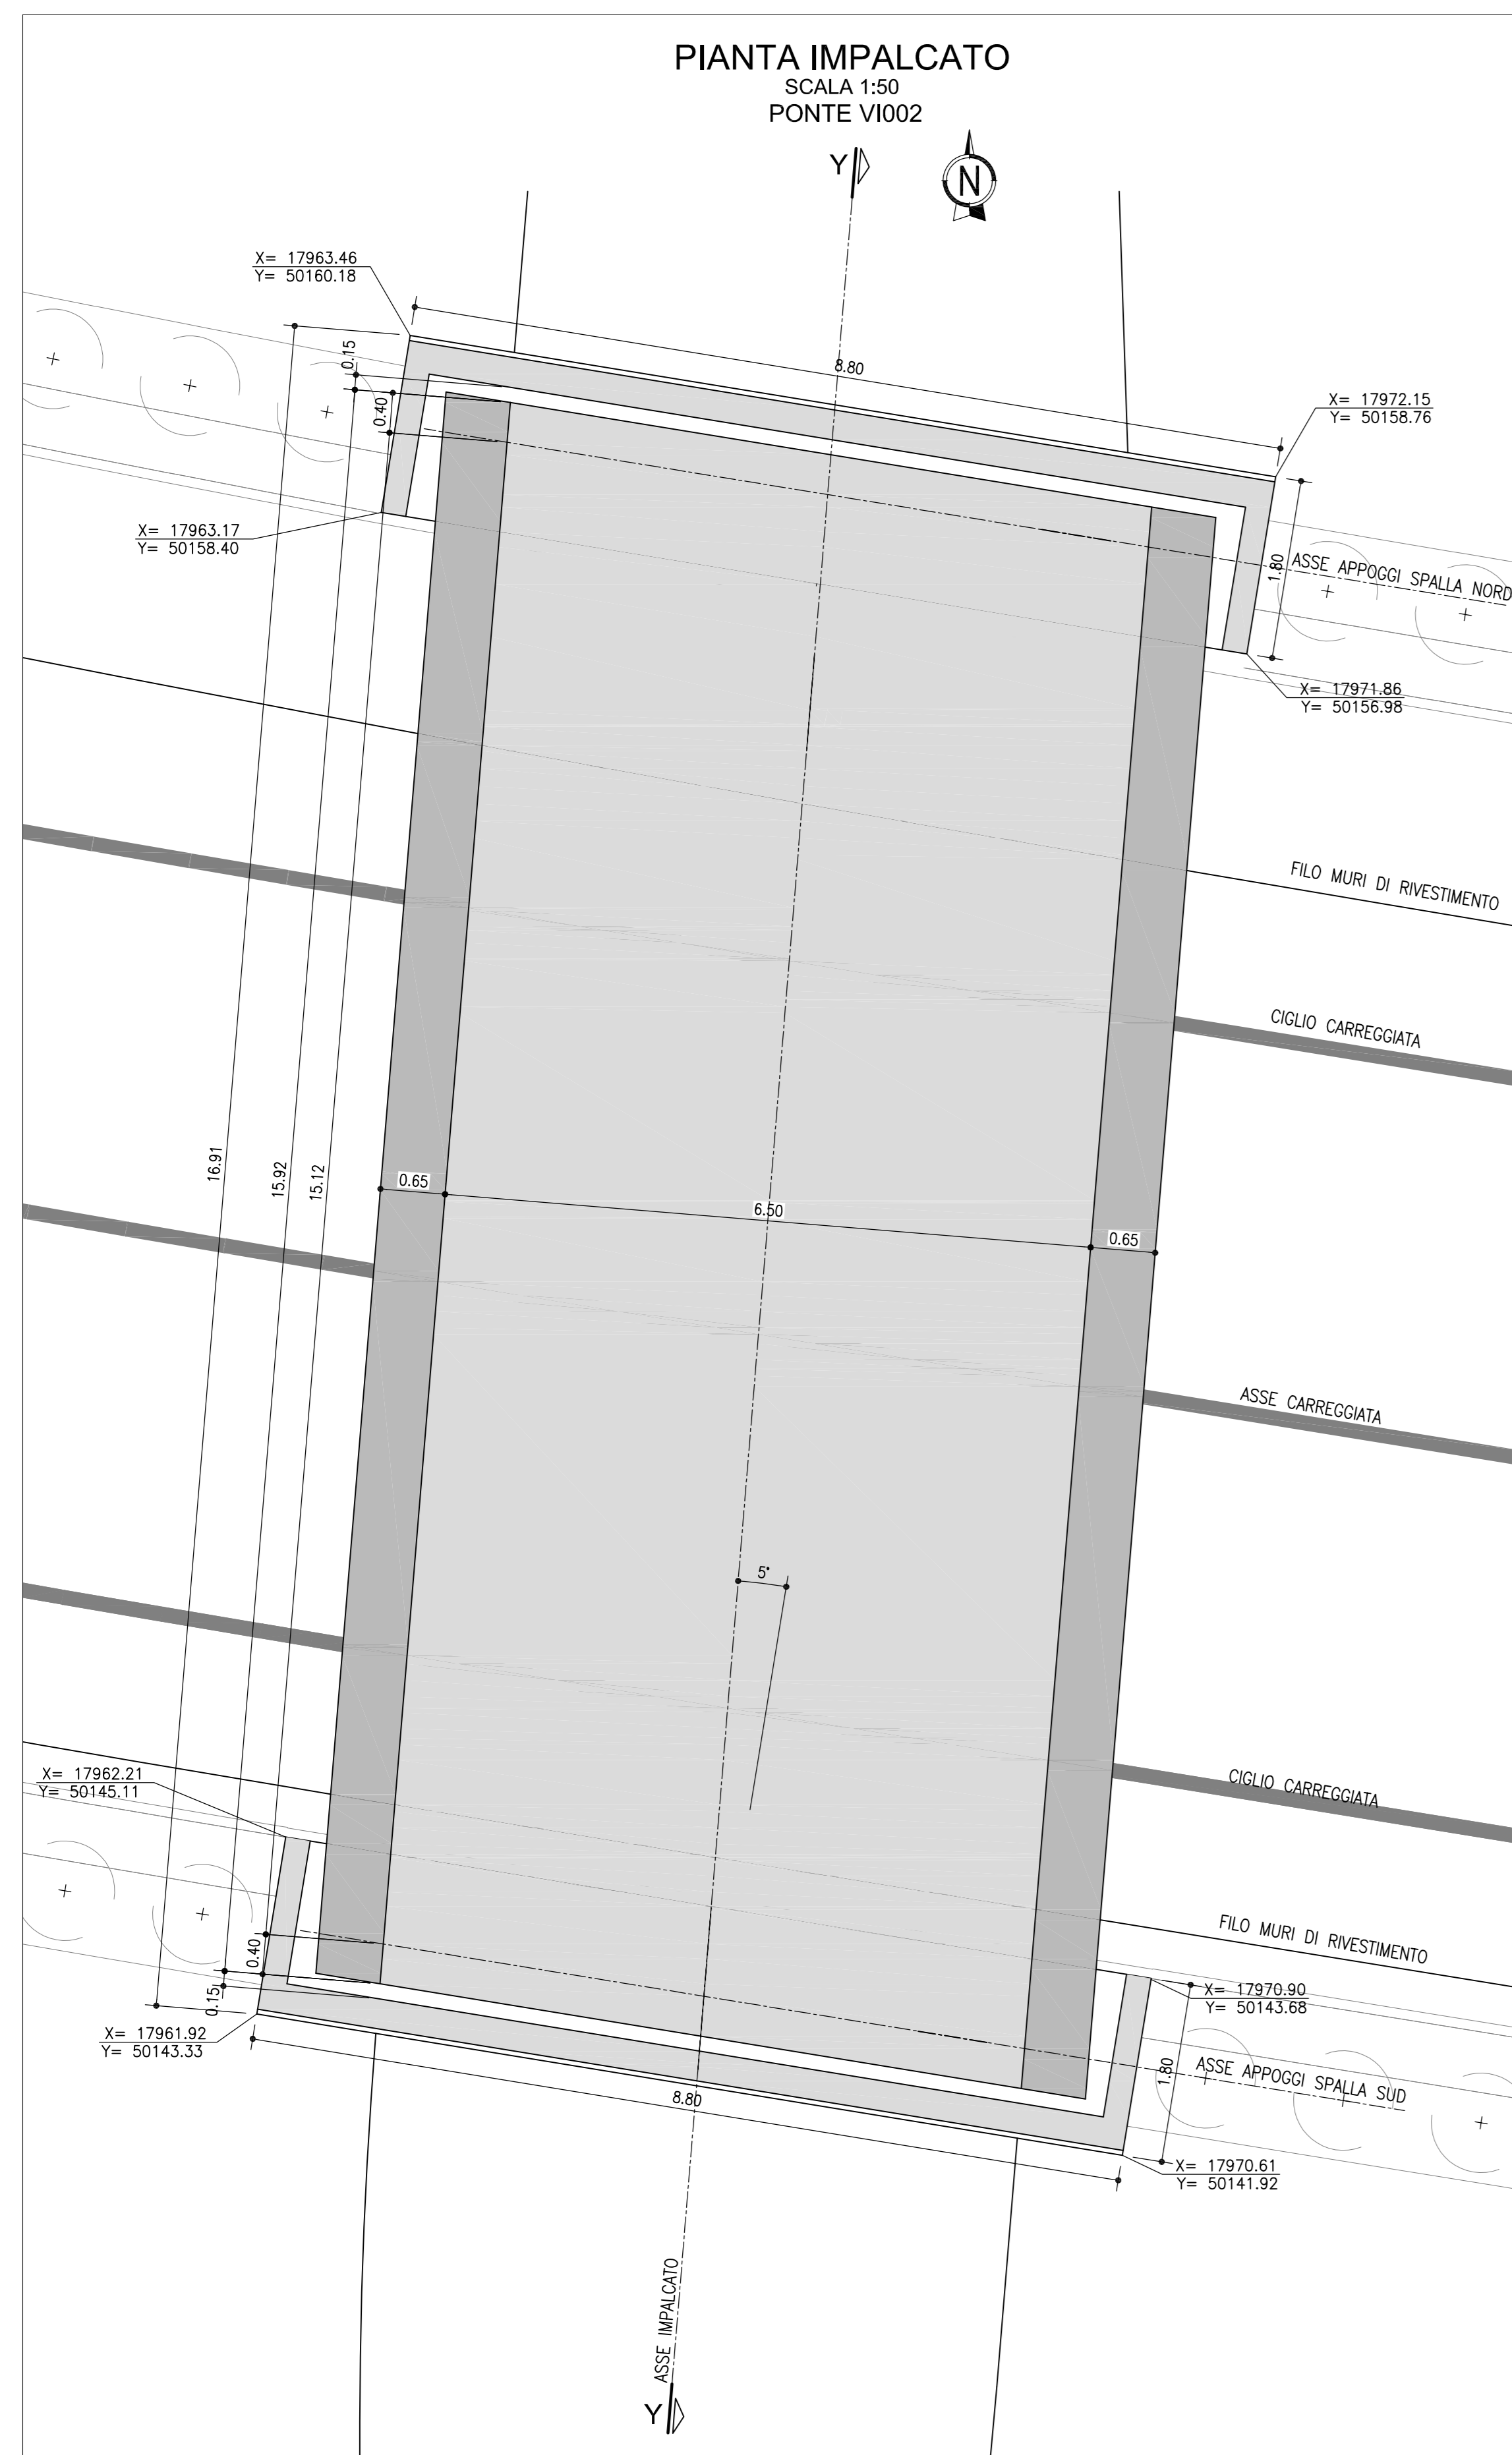 PIANTA IMPALCATO
SCALA 1:50
PONTE VI002
Y
N
X= 17963.46
Y= 50160.18
0.15
8.80
0.40
X= 17972.15
Y= 50158.76
X= 17963.17
Y= 50158.40
1.80
ASSE APPOGGI SPALLA NORD
X= 17971.86
Y= 50156.98
FILO MURI DI RIVESTIMENTO
CIGLIO CARREGGIATA
16.91
15.92
15.12
0.65
6.50
0.65
ASSE CARREGGIATA
5°
X= 17962.21
Y= 50145.11
CIGLIO CARREGGIATA
FILO MURI DI RIVESTIMENTO
0.40
0.15
X= 17970.90
Y= 50143.68
X= 17961.92
Y= 50143.33
8.80
1.80
ASSE APPOGGI SPALLA SUD
X= 17970.61
Y= 50141.92
ASSE IMPALCATO
Y